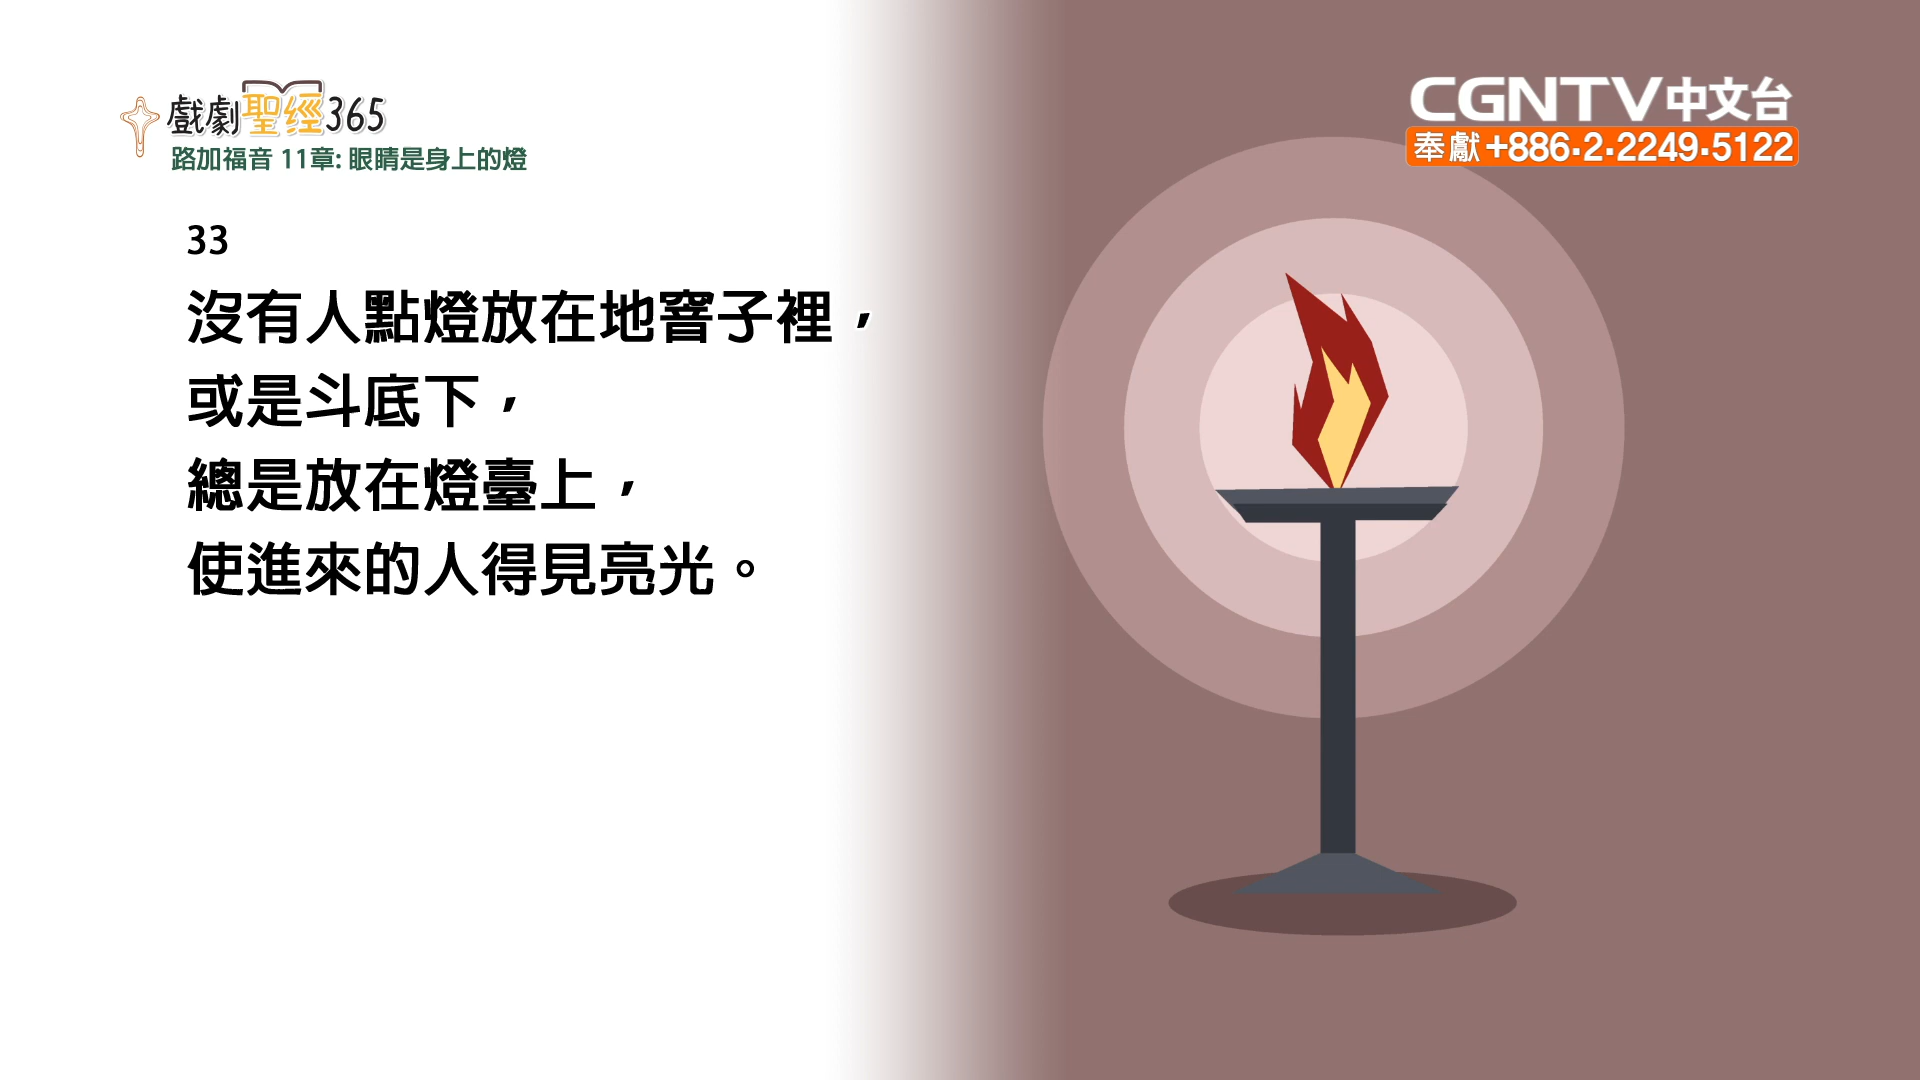 戲劇聖經365
路加福音 11章: 眼睛是身上的燈
CGNTV中文台
奉獻 +886·2·2249·5122
33
沒有人點燈放在地窖子裡，
或是斗底下，
總是放在燈臺上，
使進來的人得見亮光。